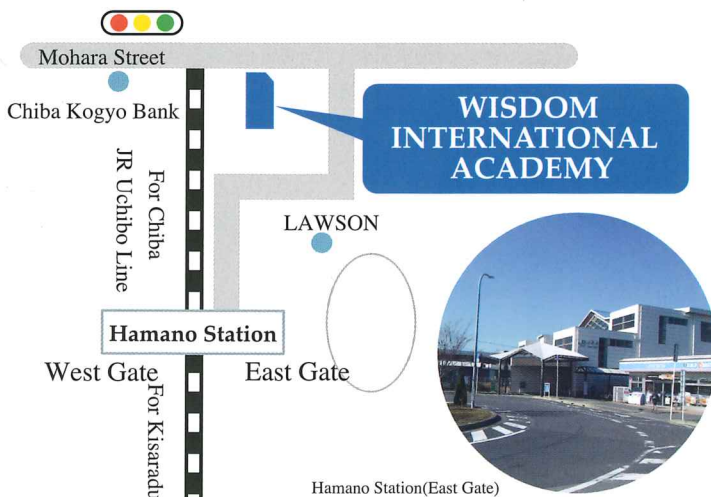 Mohara Street
Chiba Kogyo Bank
WISDOM
INTERNATIONAL
ACADEMY
For Chiba
JR Uchibo Line
LAWSON
Hamano Station
West Gate
East Gate
For Kisaradu
Hamano Station(East Gate)